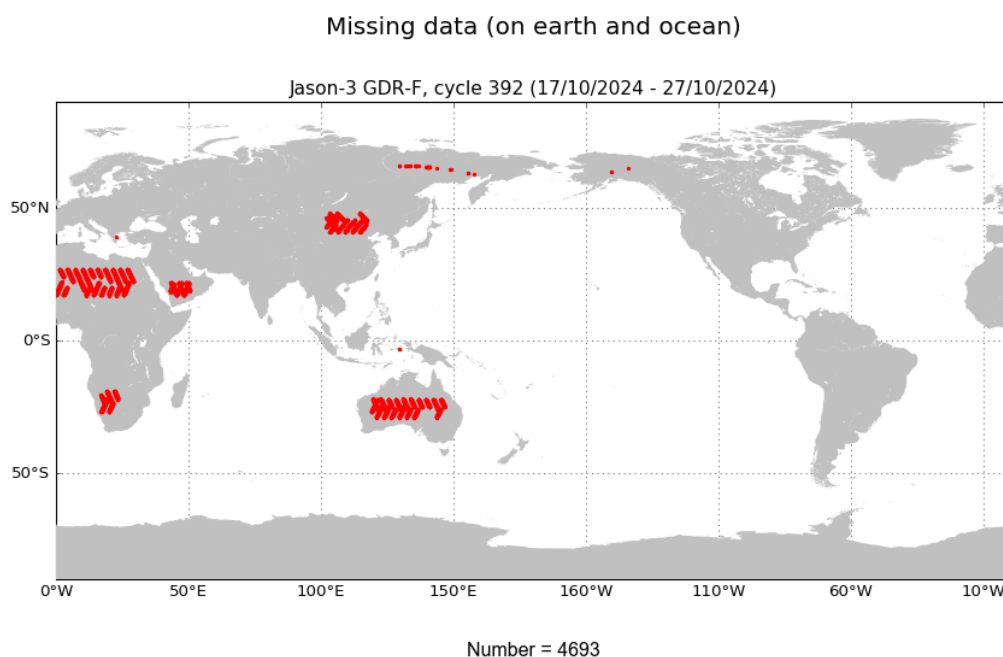 Missing data (on earth and ocean)
Jason-3 GDR-F, cycle 392 (17/10/2024 - 27/10/2024)
50°N
0°S
50°S
0°W 50°E 100°E 150°E 160°W 110°W 60°W 10°W
Number = 4693